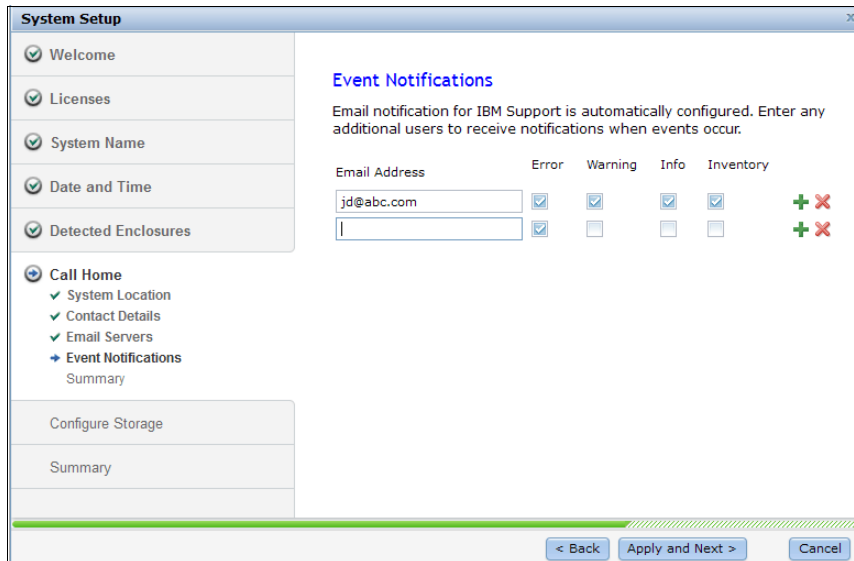 System Setup
x
Welcome
Licenses
System Name
Date and Time
Detected Enclosures
Call Home
System Location
Contact Details
Email Servers
Event Notifications
Summary
Configure Storage
Summary
Event Notifications
Email notification for IBM Support is automatically configured. Enter any
additional users to receive notifications when events occur.
Email Address Error Warning Info Inventory
jd@abc.com
< Back Apply and Next > Cancel